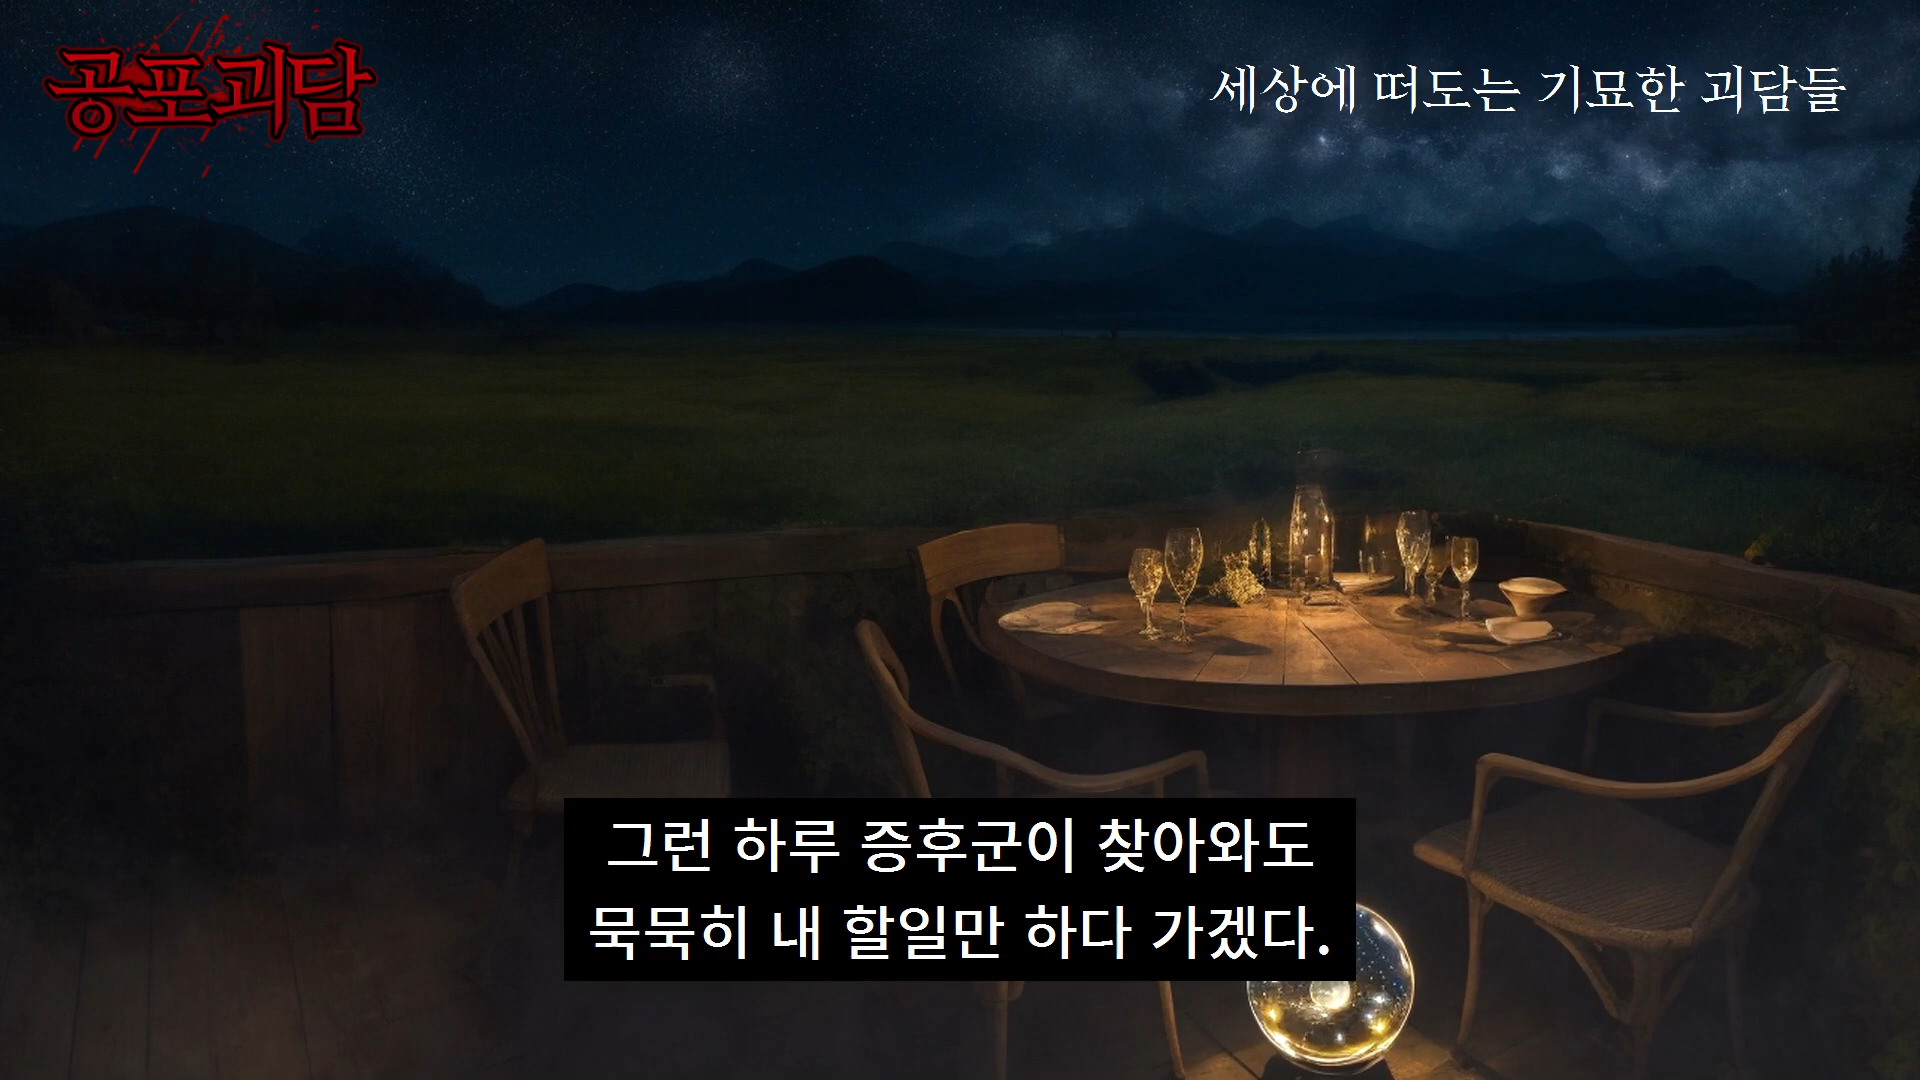 공포괴담
세상에 떠도는 기묘한 괴담들
그런 하루 증후군이 찾아와도
묵묵히 내 할일만 하다 가겠다.